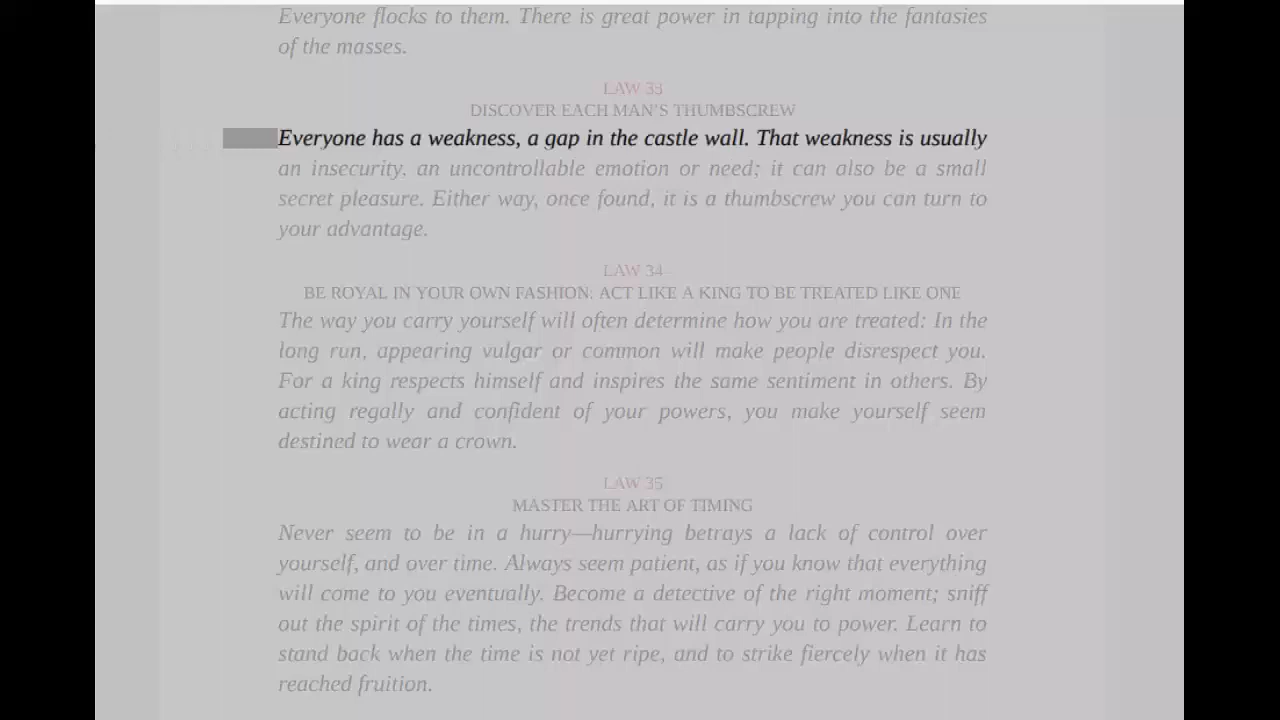 Everyone flocks to them. There is great power in tapping into the fantasies
of the masses.
LAW 33
DISCOVER EACH MAN'S THUMBSCREW
Everyone has a weakness, a gap in the castle wall. That weakness is usually
an insecurity, an uncontrollable emotion or need; it can also be a small
secret pleasure. Either way, once found, it is a thumbscrew you can turn to
your advantage.
LAW 34
BE ROYAL IN YOUR OWN FASHION: ACT LIKE A KING TO BE TREATED LIKE ONE
The way you carry yourself will often determine how you are treated: In the
long run, appearing vulgar or common will make people disrespect you.
For a king respects himself and inspires the same sentiment in others. By
acting regally and confident of your powers, you make yourself seem
destined to wear a crown.
LAW 35
MASTER THE ART OF TIMING
Never seem to be in a hurry—hurrying betrays a lack of control over
yourself, and over time. Always seem patient, as if you know that everything
will come to you eventually. Become a detective of the right moment; sniff
out the spirit of the times, the trends that will carry you to power. Learn to
stand back when the time is not yet ripe, and to strike fiercely when it has
reached fruition.